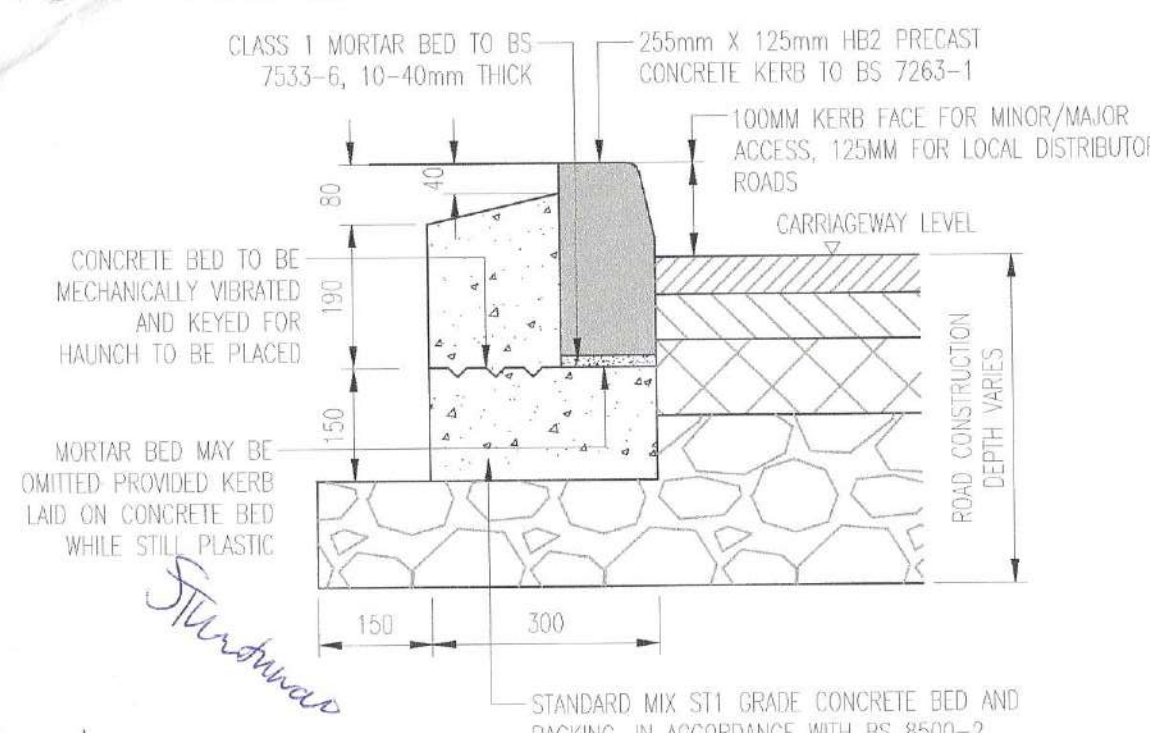 CLASS 1 MORTAR BED TO BS
7533-6, 10-40mm THICK
255mm X 125mm HB2 PRECAST
CONCRETE KERB TO BS 7263-1
100MM KERB FACE FOR MINOR/MAJOR
ACCESS, 125MM FOR LOCAL DISTRIBUTOR
ROADS
CARRIAGEWAY LEVEL
80
40
CONCRETE BED TO BE
MECHANICALLY VIBRATED
AND KEYED FOR
HAUNCH TO BE PLACED
190
150
MORTAR BED MAY BE
OMITTED PROVIDED KERB
LAID ON CONCRETE BED
WHILE STILL PLASTIC
ROAD CONSTRUCTION
DEPTH VARIES
150
300
STANDARD MIX ST1 GRADE CONCRETE BED AND
BACKING IN ACCORDANCE WITH BS 8500-2